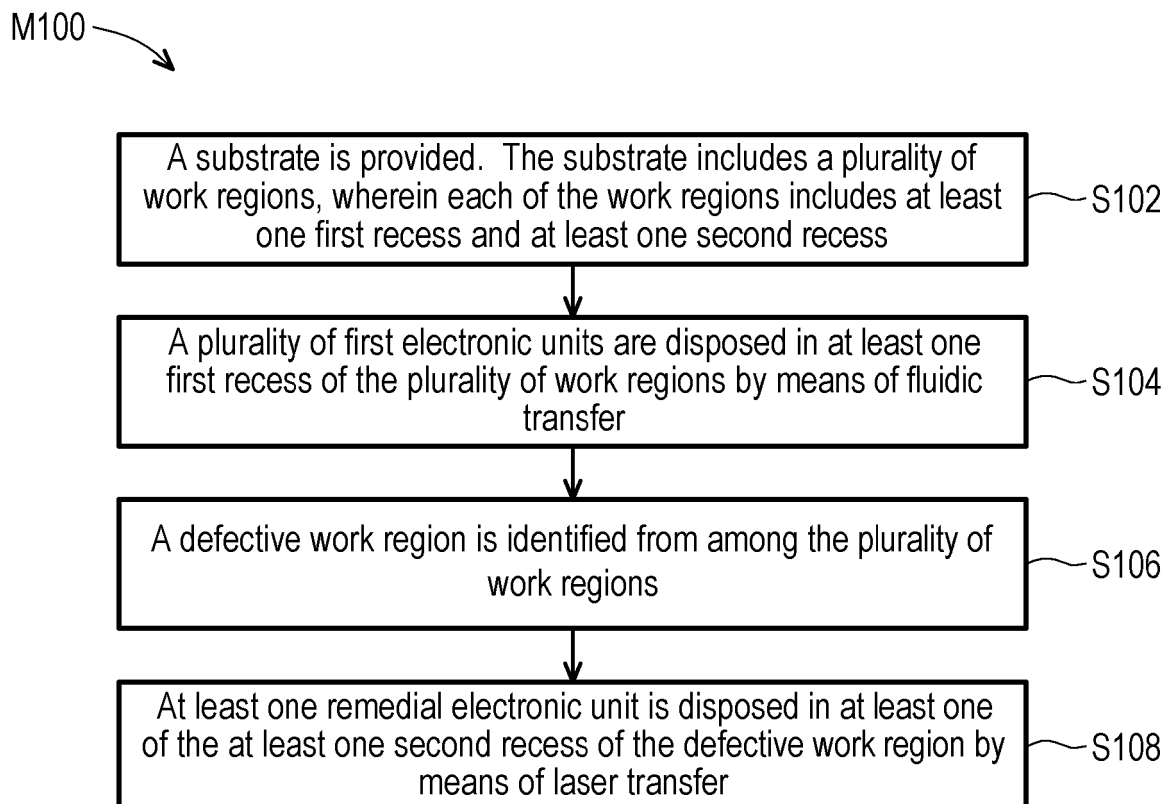 M100
A substrate is provided. The substrate includes a plurality of
work regions, wherein each of the work regions includes at least
one first recess and at least one second recess
S102
A plurality of first electronic units are disposed in at least one
first recess of the plurality of work regions by means of fluidic
transfer
S104
A defective work region is identified from among the plurality of
work regions
S106
At least one remedial electronic unit is disposed in at least one
of the at least one second recess of the defective work region by
means of laser transfer
S108